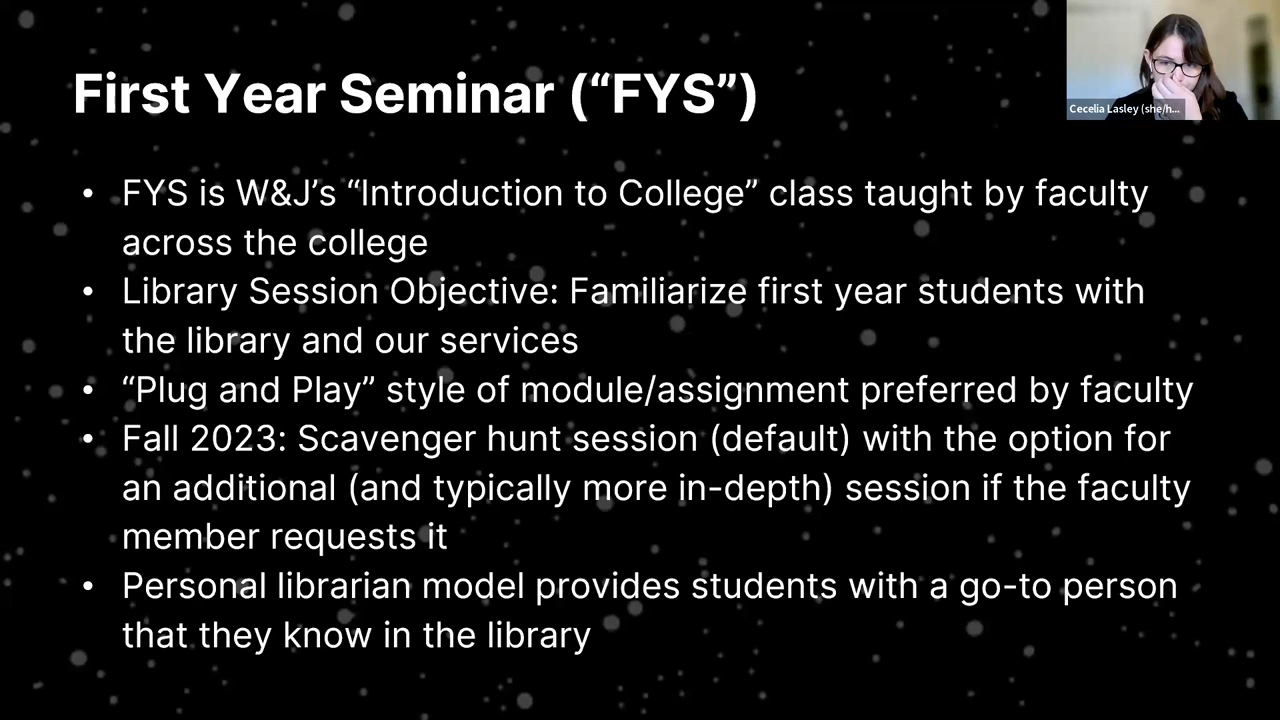 First Year Seminar (“FYS”)
Cecelia Lasley (she/h...
• FYS is W&J’s “Introduction to College” class taught by faculty
across the college
• Library Session Objective: Familiarize first year students with
the library and our services
• “Plug and Play” style of module/assignment preferred by faculty
• Fall 2023: Scavenger hunt session (default) with the option for
an additional (and typically more in-depth) session if the faculty
member requests it
• Personal librarian model provides students with a go-to person
that they know in the library